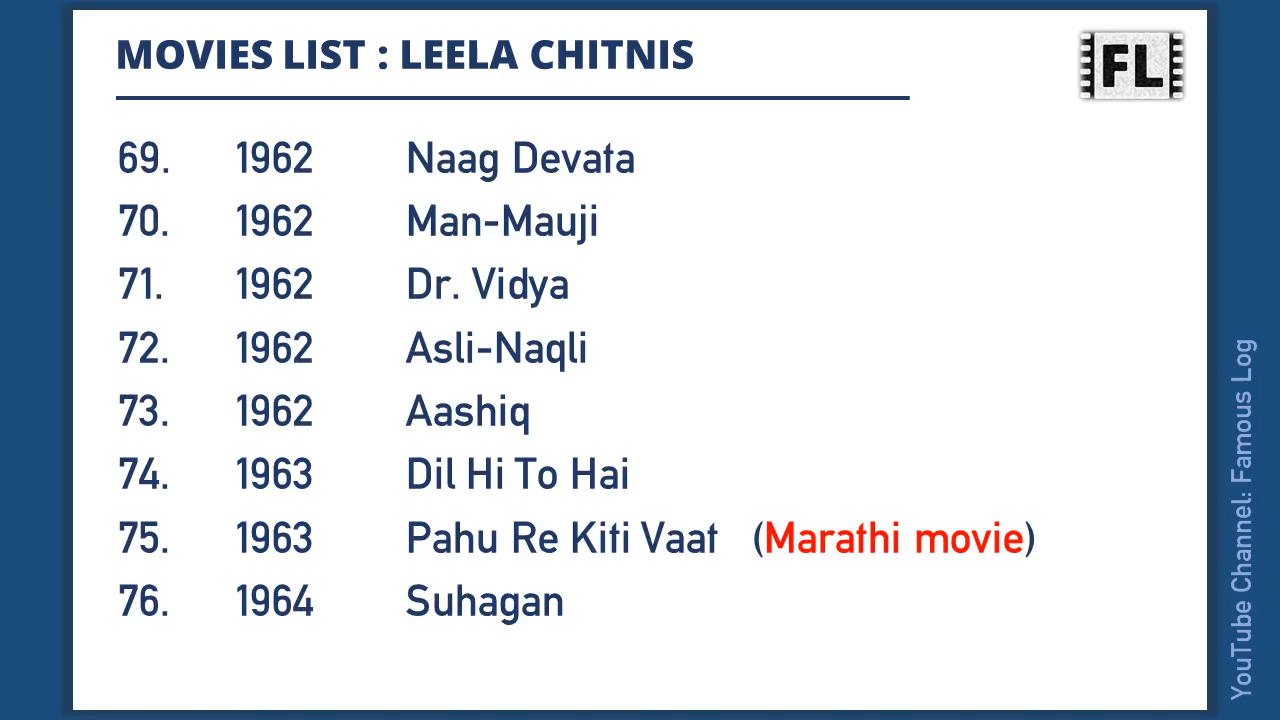 MOVIES LIST : LEELA CHITNIS
FL
69. 1962 Naag Devata
70. 1962 Man-Mauji
71. 1962 Dr. Vidya
72. 1962 Asli-Naqli
73. 1962 Aashiq
74. 1963 Dil Hi To Hai
75. 1963 Pahu Re Kiti Vaat (Marathi movie)
76. 1964 Suhagan
YouTube Channel: Famous Log